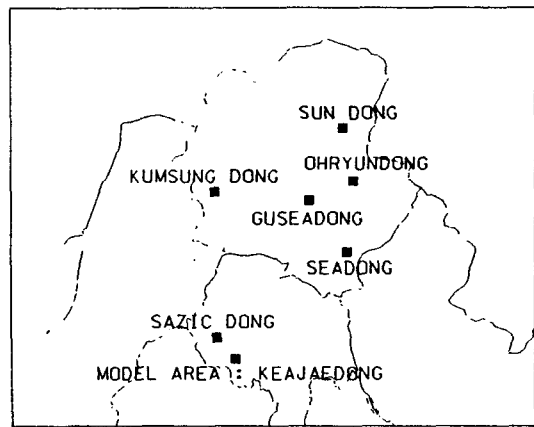 SUN DONG
OHRYUNDONG
KUMSUNG DONG
GUSEADONG
SEADONG
SAZIC DONG
MODEL AREA : KEAJAEDONG